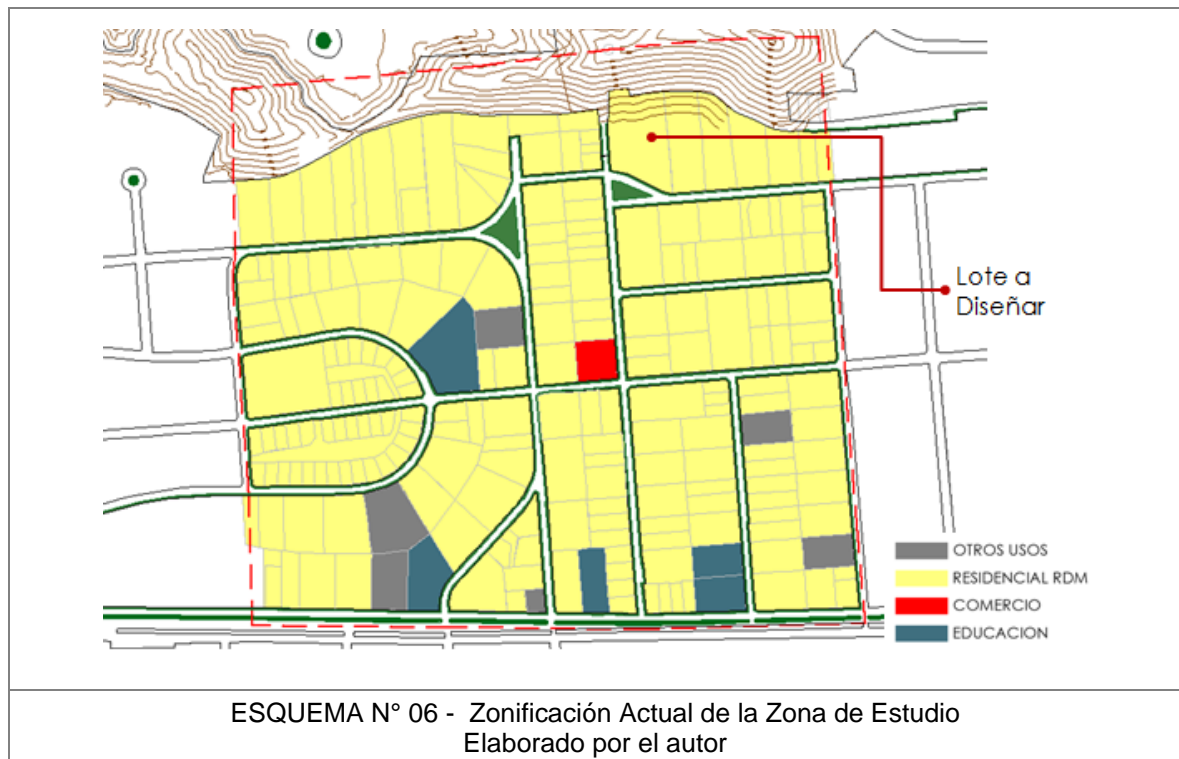 Lote a
Diseñar
OTROS USOS
RESIDENCIAL RDM
COMERCIO
EDUCACION
ESQUEMA N° 06 - Zonificación Actual de la Zona de Estudio
Elaborado por el autor